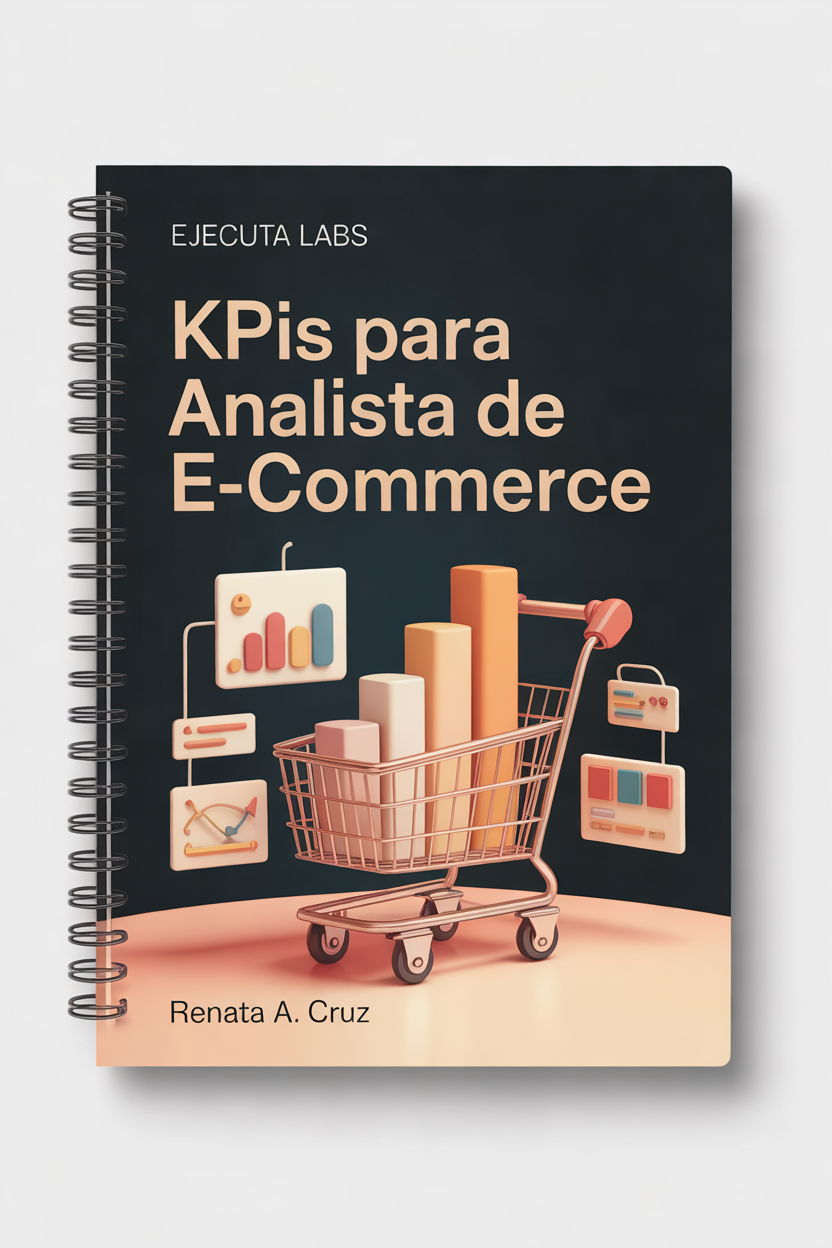 EJECUTA LABS
KPis para
Analista de
E-Commerce
Renata A. Cruz